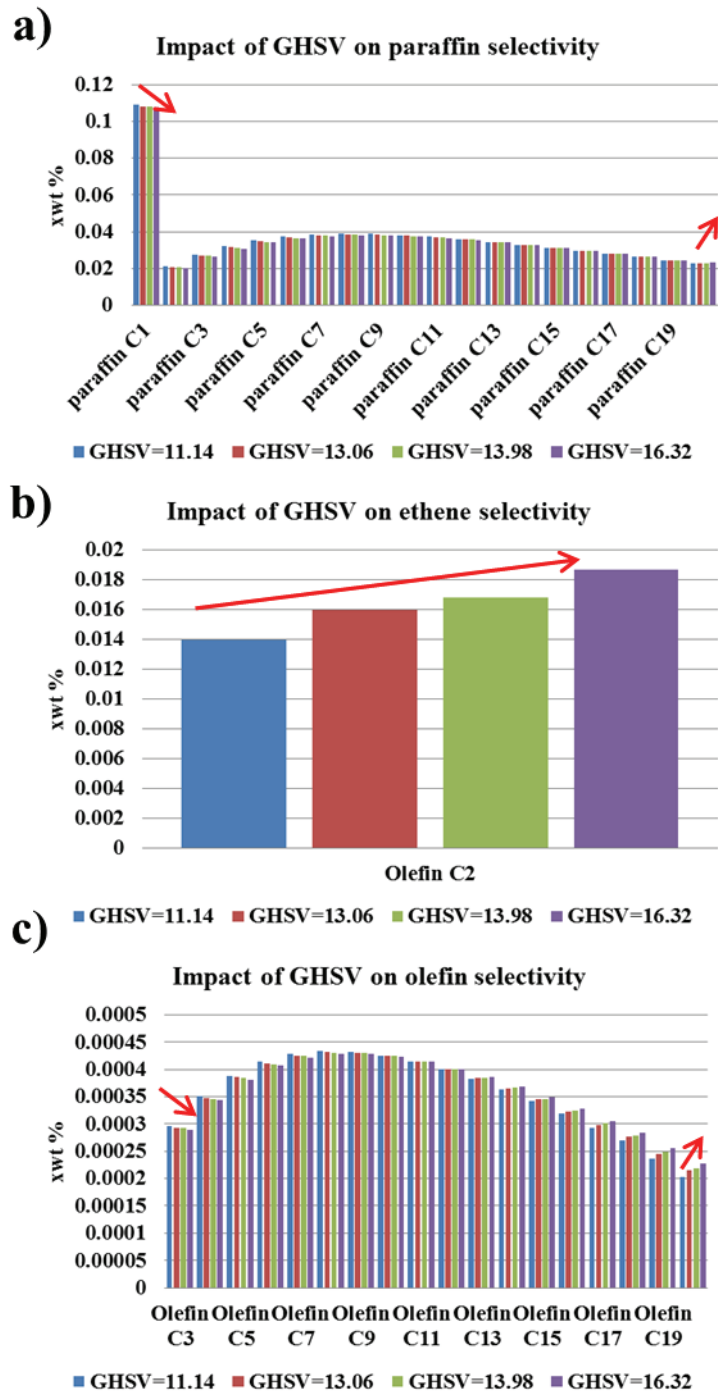 a)
Impact of GHSV on paraffin selectivity
0.12
0.1
0.08
0.06
0.04
0.02
0
xwt %
paraffin C1
paraffin C3
paraffin C5
paraffin C7
paraffin C9
paraffin C11
paraffin C13
paraffin C15
paraffin C17
paraffin C19
GHSV=11.14 GHSV=13.06 GHSV=13.98 GHSV=16.32
b)
Impact of GHSV on ethene selectivity
0.02
0.018
0.016
0.014
0.012
0.01
0.008
0.006
0.004
0.002
0
xwt %
Olefin C2
GHSV=11.14 GHSV=13.06 GHSV=13.98 GHSV=16.32
c)
Impact of GHSV on olefin selectivity
0.0005
0.00045
0.0004
0.00035
0.0003
0.00025
0.0002
0.00015
0.0001
0.00005
0
xwt %
Olefin Olefin Olefin Olefin Olefin Olefin Olefin Olefin Olefin
C3 C5 C7 C9 C11 C13 C15 C17 C19
GHSV=11.14 GHSV=13.06 GHSV=13.98 GHSV=16.32